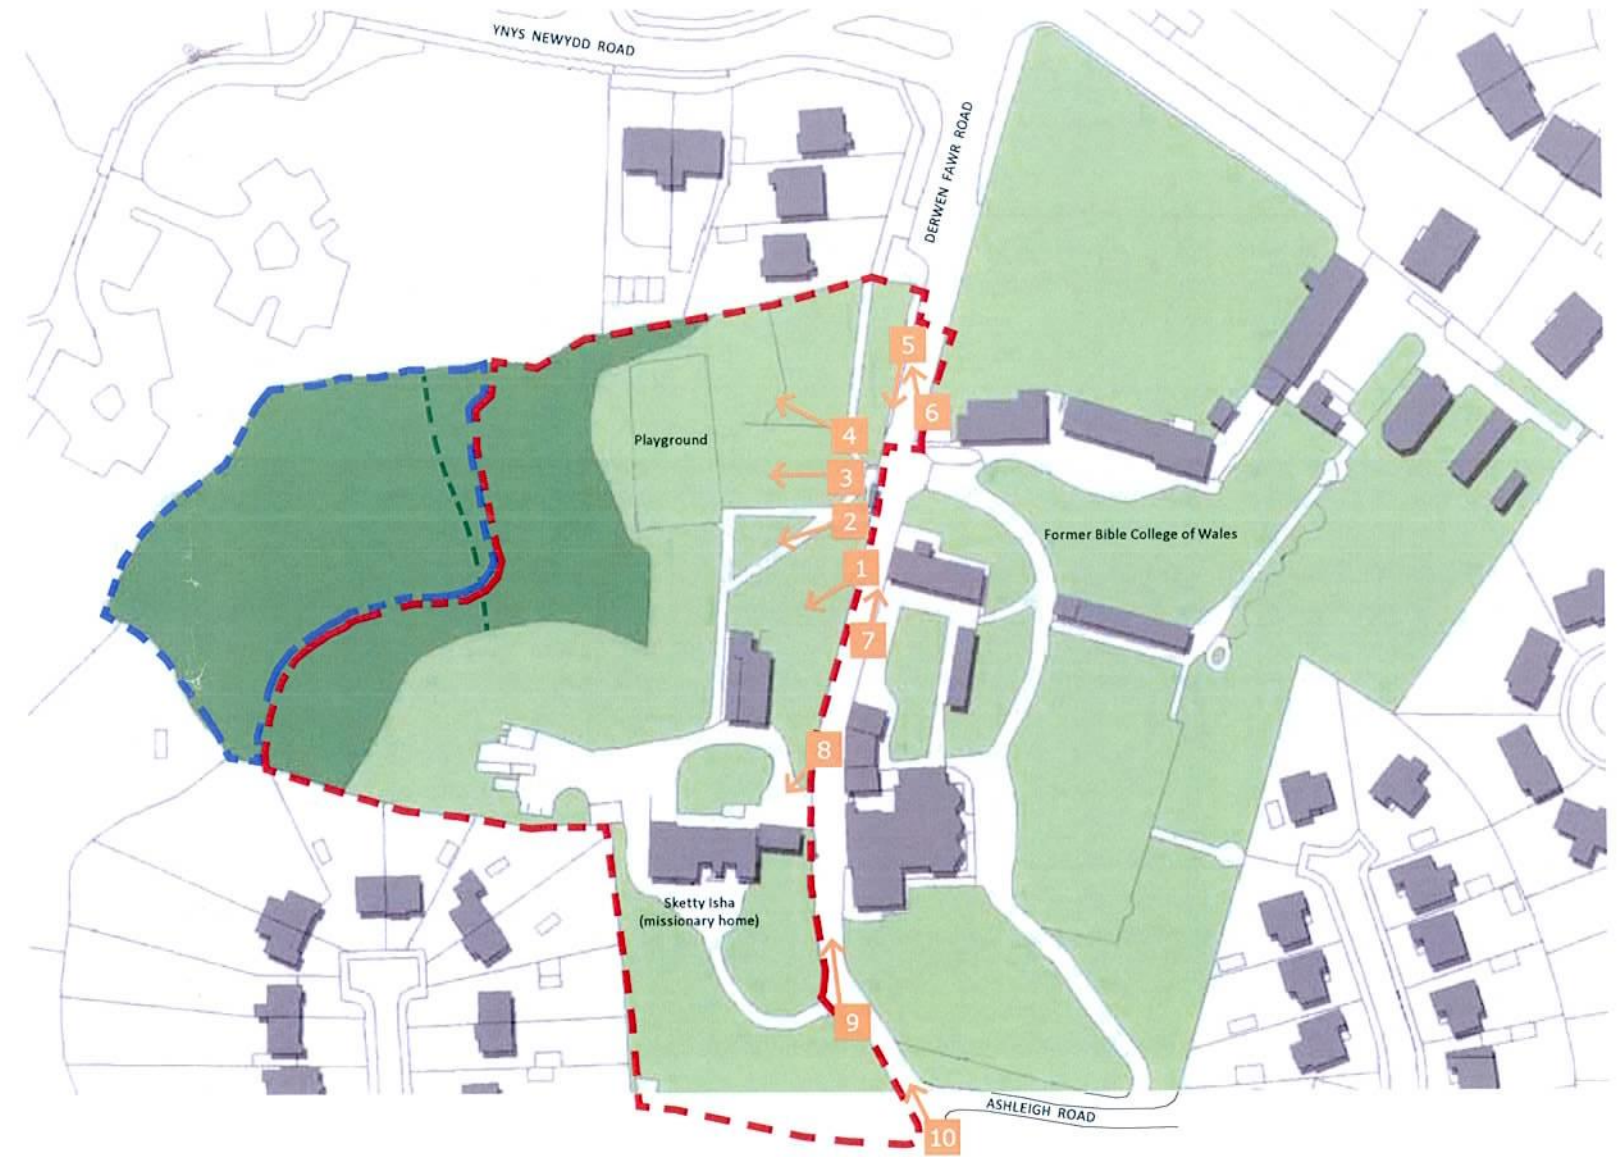 YNYS NEWYDD ROAD
DERWEN FAWR ROAD
5
6
4
Playground
3
2
Former Bible College of Wales
1
7
8
Sketty Isha
(missionary home)
9
ASHLEIGH ROAD
10